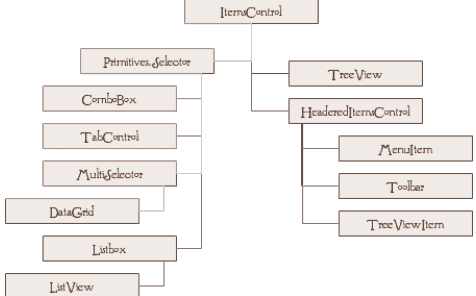 ItemsControl
Primitives.Selector
TreeView
ComboBox
HeaderedItemsControl
TabControl
MenuItem
MultiSelector
Toolbar
DataGrid
TreeViewItem
Listbox
ListView